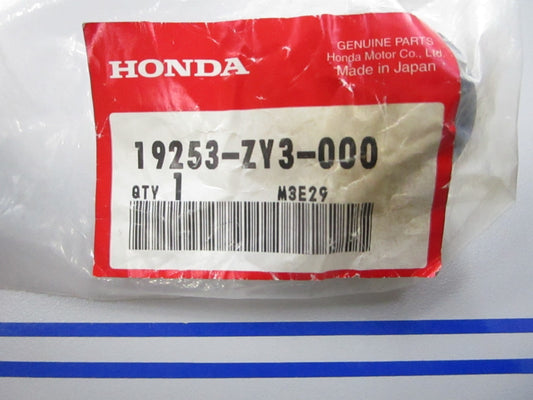 GENUINE PARTS
HONDA Honda Motor Co., Ltd.
Made in Japan
19253-ZY3-000
QTY 1 M3E29